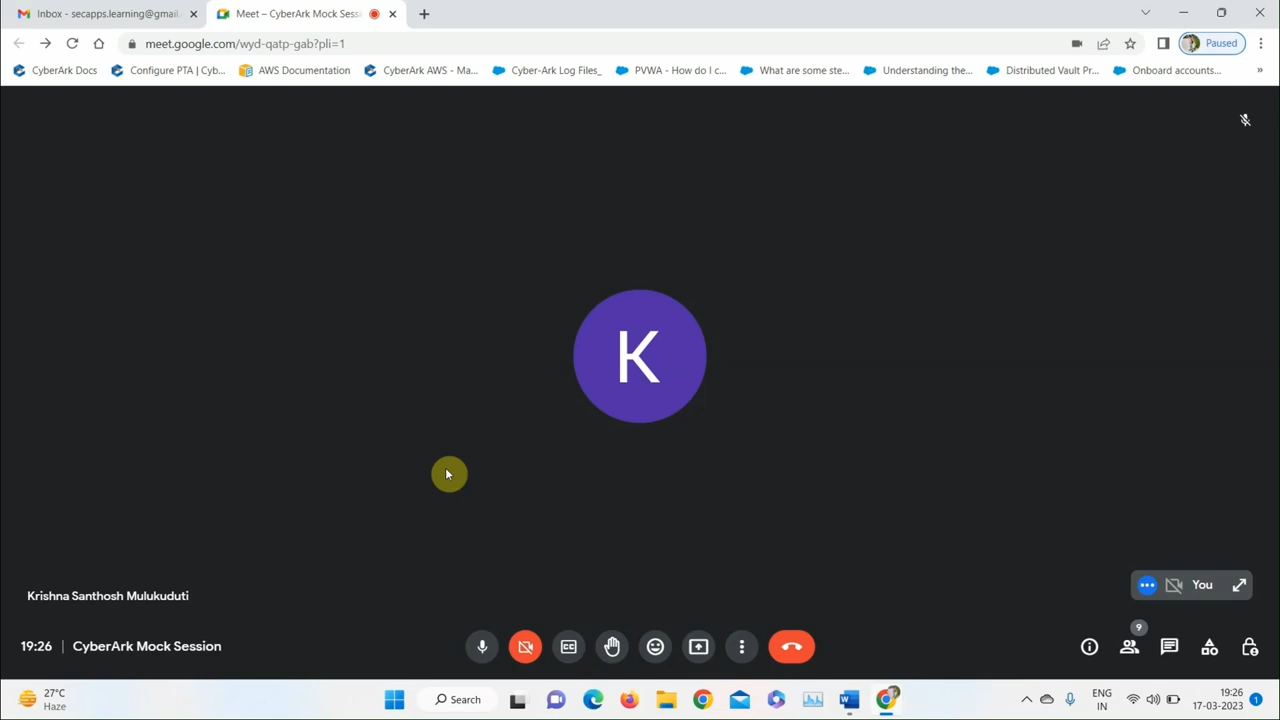 Inbox - secapps.learning@gmail.
Meet – CyberArk Mock Sess
meet.google.com/wyd-qatp-gab?pli=1
Paused
CyberArk Docs
Configure PTA | Cyb...
AWS Documentation
CyberArk AWS - Ma...
Cyber-Ark Log Files_
PVWA - How do I c...
What are some ste...
Understanding the...
Distributed Vault Pr...
Onboard accounts...
»
K
You
Krishna Santhosh Mulukuduti
9
19:26 | CyberArk Mock Session
27°C
Haze
Search
ENG
IN
19:26
17-03-2023
1